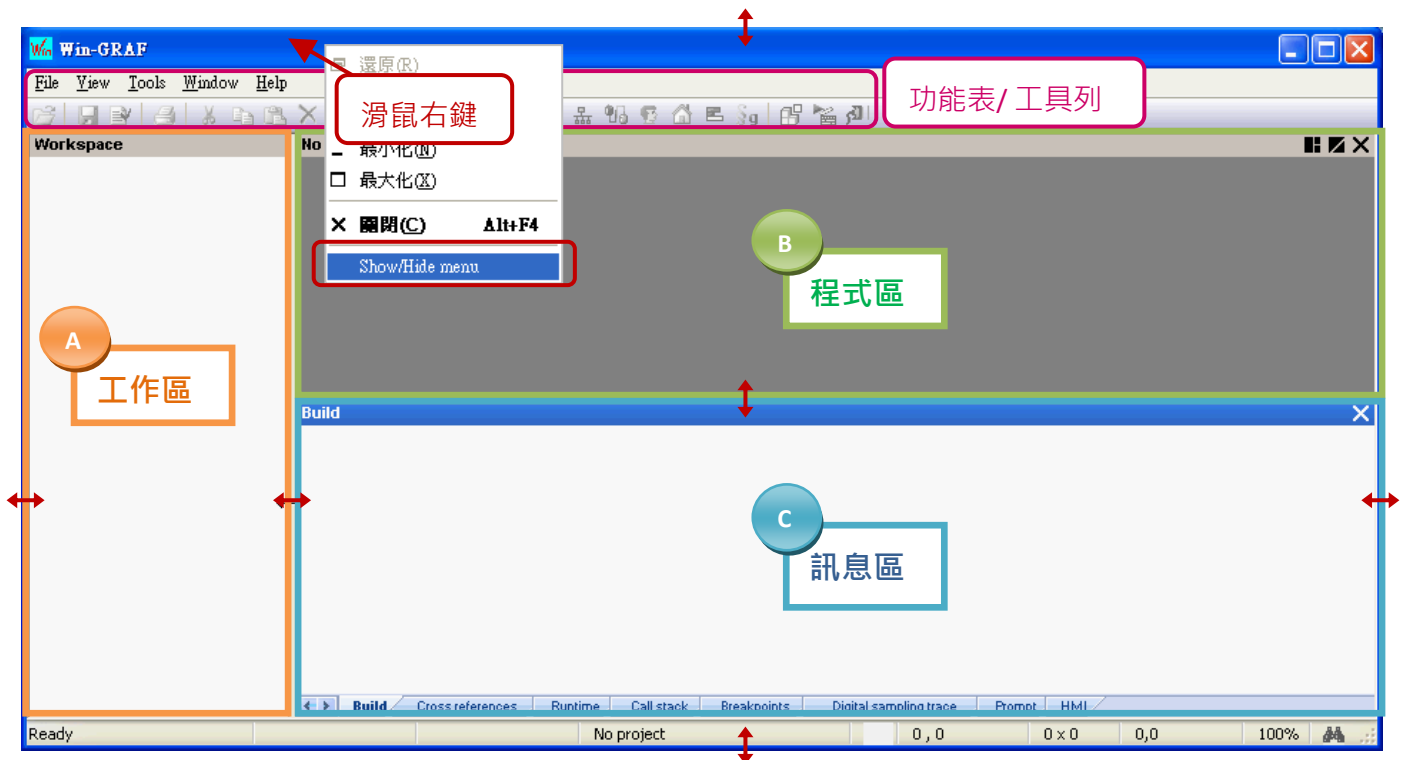 Win-GRAF
還原(R)
File View Tools Window Help
滑鼠右鍵
功能表/ 工具列
Workspace
No
最小化(N)
最大化(X)
關閉(C) Alt+F4
Show/Hide menu
B
程式區
A
工作區
Build
C
訊息區
Build Cross references Runtime Call stack Breakpoints Digital sampling trace Prompt HMI
Ready No project 0 , 0 0 x 0 0,0 100%